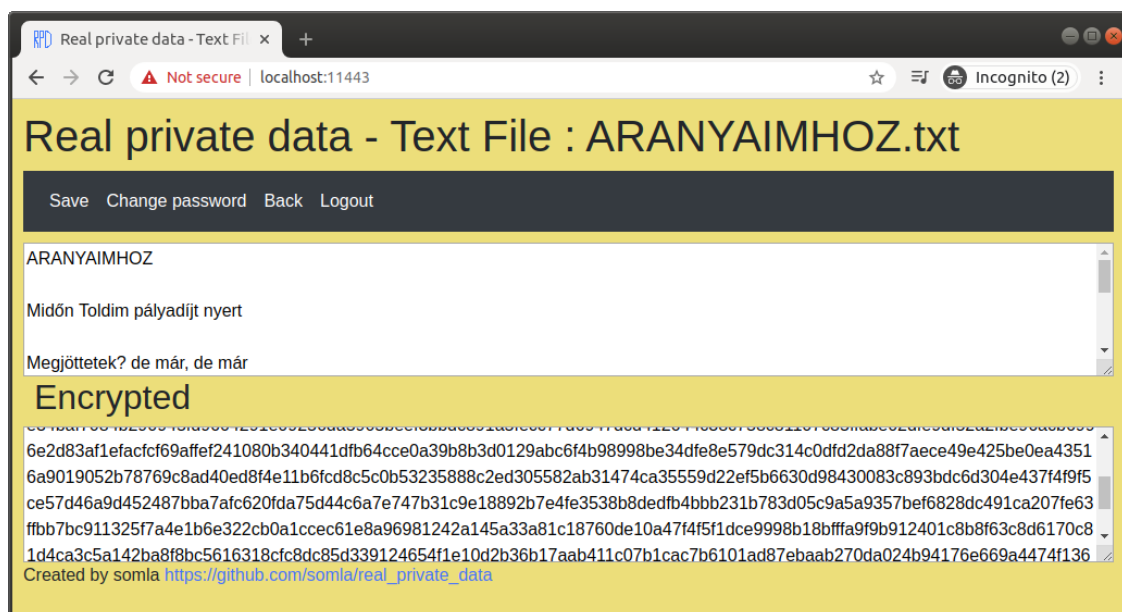 RPD Real private data - Text Fil
Not secure localhost:11443 Incognito (2)
Real private data - Text File : ARANYAIMHOZ.txt
Save Change password Back Logout
ARANYAIMHOZ
Midőn Toldim pályadíjt nyert
Megjöttetek? de már, de már
Encrypted
6e2d83af1efacfcf69affef241080b340441dfb64cce0a39b8b3d0129abc6f4b98998be34dfe8e579dc314c0dfd2da88f7aece49e425be0ea4351
6a9019052b78769c8ad40ed8f4e11b6fcd8c5c0b53235888c2ed305582ab31474ca35559d22ef5b6630d98430083c893bdc6d304e437f4f9f5
ce57d46a9d452487bba7afc620fda75d44c6a7e747b31c9e18892b7e4fe3538b8dedfb4bbb231b783d05c9a5a9357bef6828dc491ca207fe63
ffbb7bc911325f7a4e1b6e322cb0a1ccec61e8a96981242a145a33a81c18760de10a47f4f5f1dce9998b18bfffa9f9b912401c8b8f63c8d6170c8
1d4ca3c5a142ba8f8bc5616318cfc8dc85d339124654f1e10d2b36b17aab411c07b1cac7b6101ad87ebaab270da024b94176e669a4474f136
Created by somla https://github.com/somla/real_private_data